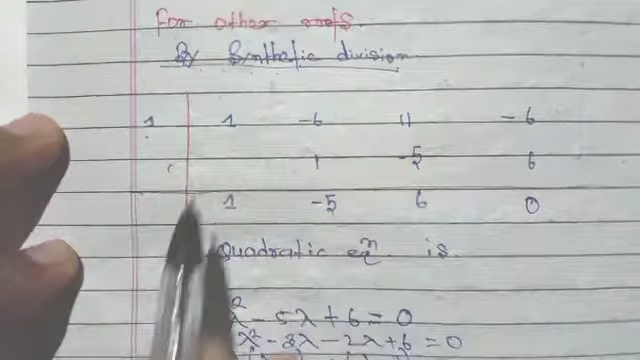 For other roots.
By Synthetic division.
1 1 -6 11 -6
1 -5 6
1 -5 6 0
quadratic eqn. is.
λ² - 5λ + 6 = 0
λ² - 3λ - 2λ + 6 = 0